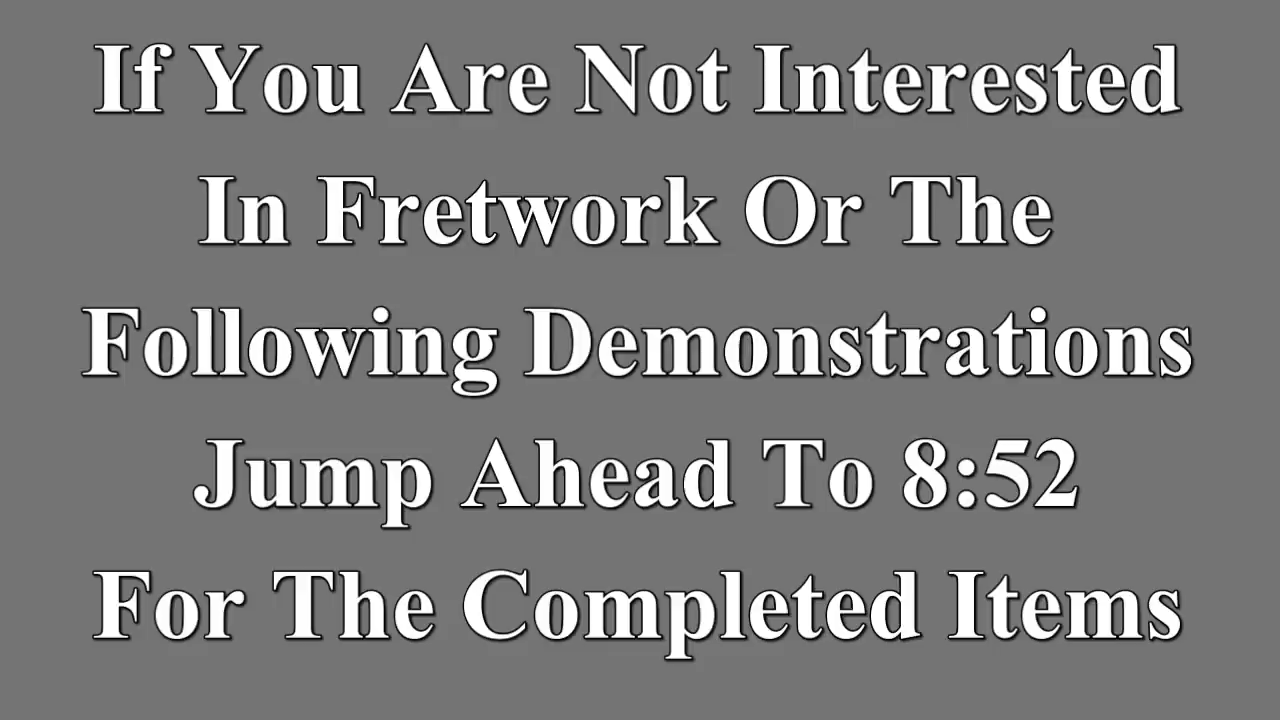 If You Are Not Interested
In Fretwork Or The
Following Demonstrations
Jump Ahead To 8:52
For The Completed Items